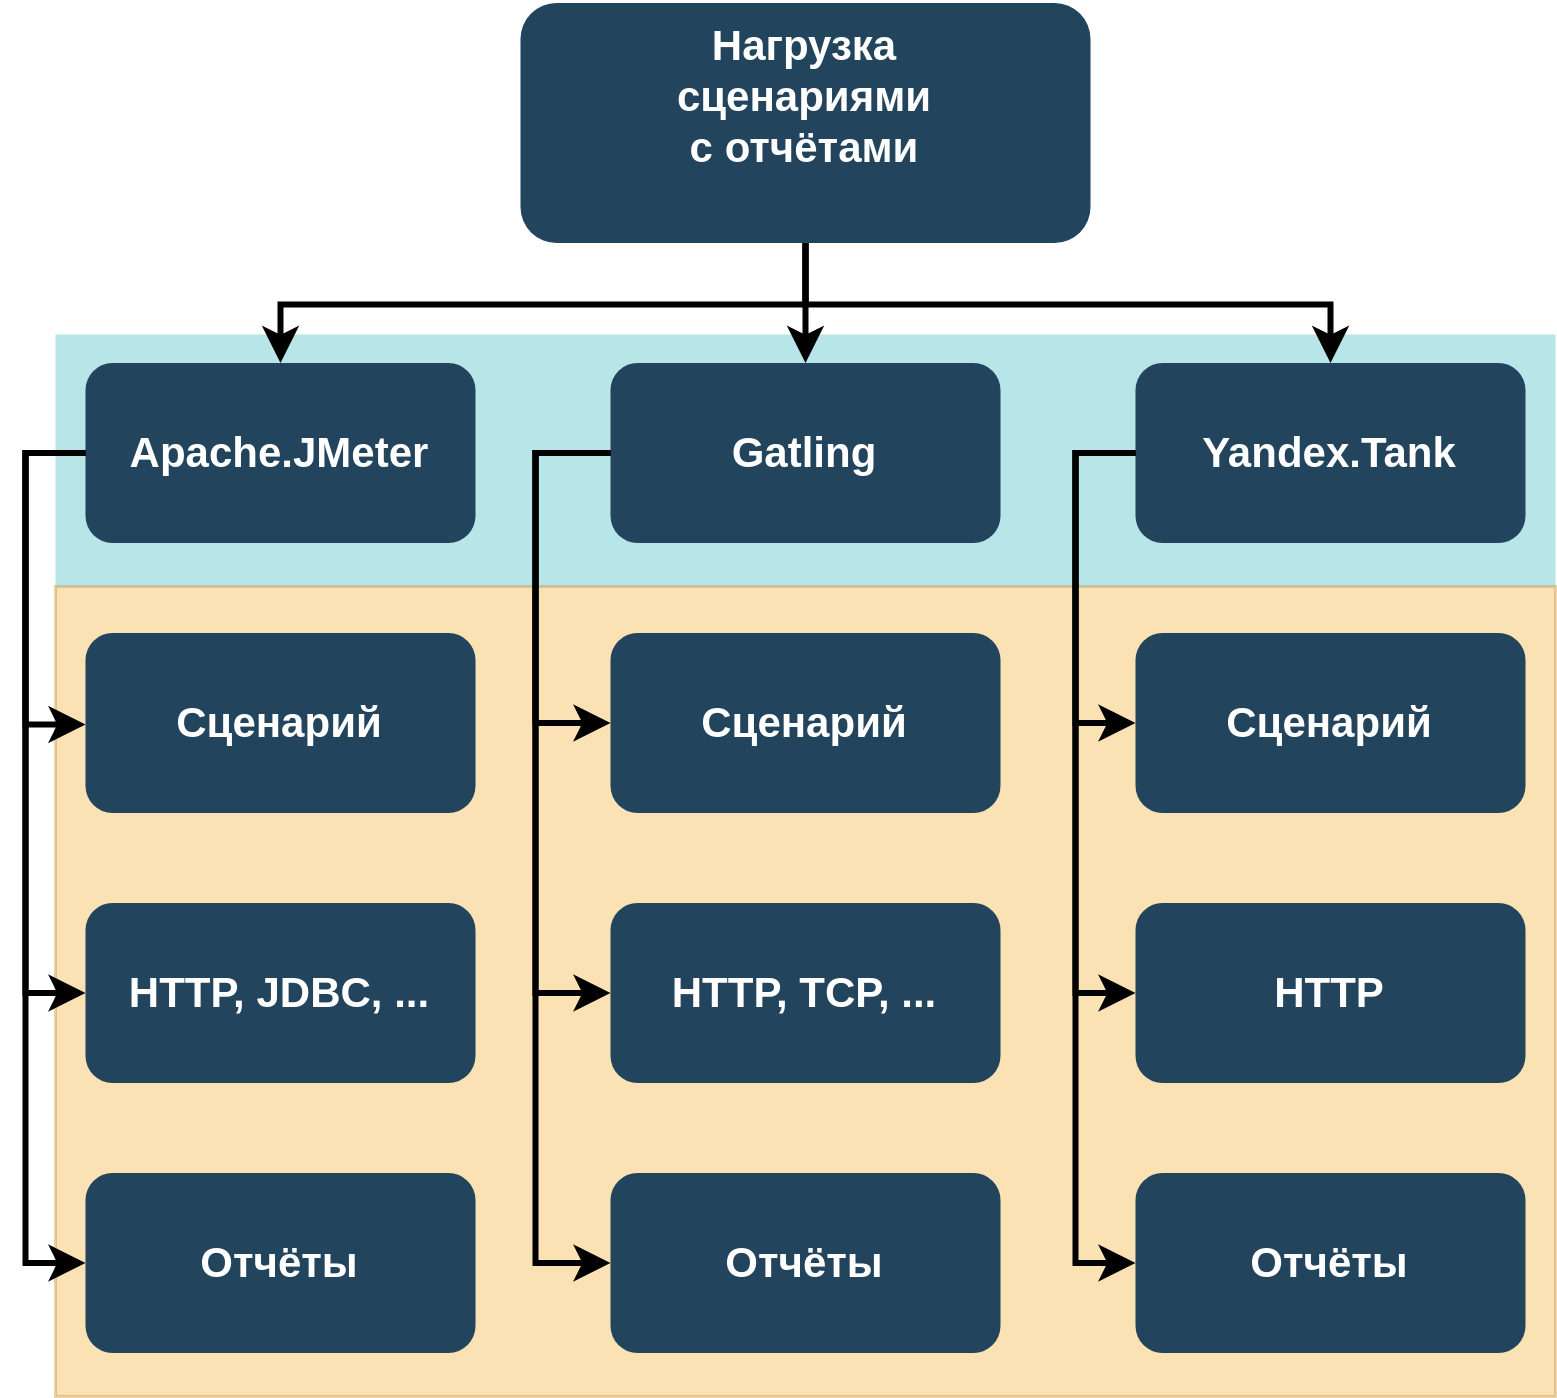 Нагрузка
сценариями
с отчётами
Apache.JMeter
Gatling
Yandex.Tank
Сценарий
Сценарий
Сценарий
HTTP, JDBC, ...
HTTP, TCP, ...
HTTP
Отчёты
Отчёты
Отчёты